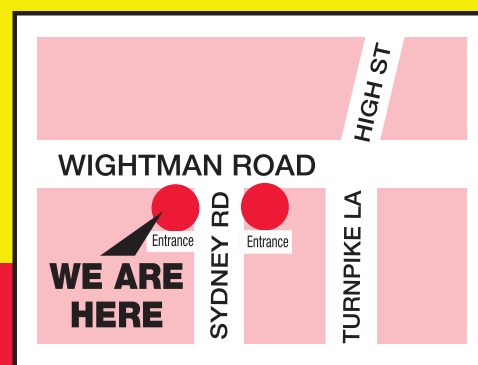 HIGH ST
WIGHTMAN ROAD
Entrance
SYDNEY RD
Entrance
TURNPIKE LA
WE ARE
HERE